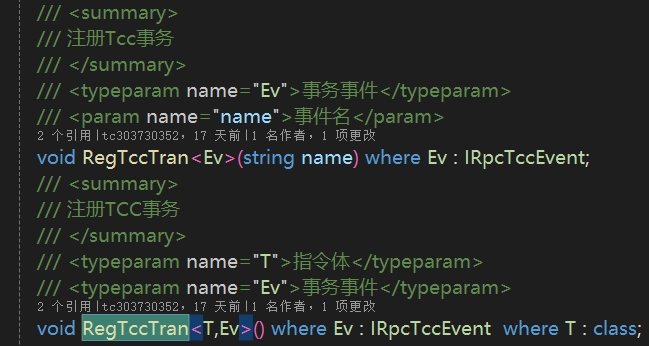 /// <summary>
/// 注册Tcc事务
/// </summary>
/// <typeparam name="Ev">事务事件</typeparam>
/// <param name="name">事件名</param>
2 个引用|tc303730352，17 天前|1 名作者，1 项更改
void RegTccTran<Ev>(string name) where Ev : IRpcTccEvent;
/// <summary>
/// 注册TCC事务
/// </summary>
/// <typeparam name="T">指令体</typeparam>
/// <typeparam name="Ev">事务事件</typeparam>
2 个引用|tc303730352，17 天前|1 名作者，1 项更改
void RegTccTran<T,Ev>() where Ev : IRpcTccEvent  where T : class;